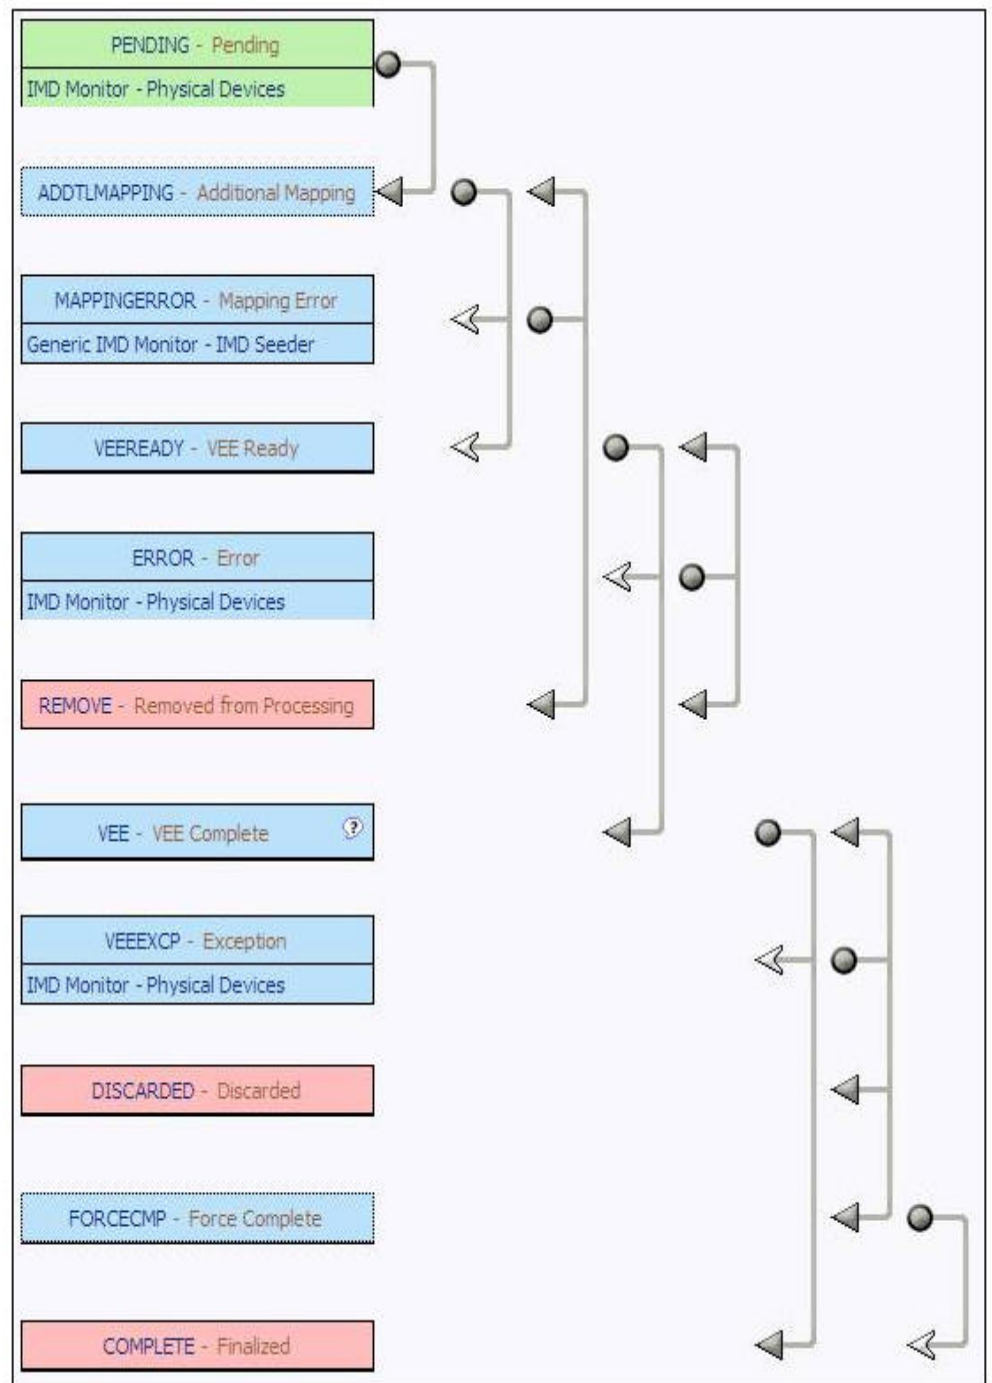 PENDING - Pending
IMD Monitor - Physical Devices
ADDTLMAPPING - Additional Mapping
MAPPINGERROR - Mapping Error
Generic IMD Monitor - IMD Seeder
VEEREADY - VEE Ready
ERROR - Error
IMD Monitor - Physical Devices
REMOVE - Removed from Processing
VEE - VEE Complete ?
VEEEXCP - Exception
IMD Monitor - Physical Devices
DISCARDED - Discarded
FORCECMP - Force Complete
COMPLETE - Finalized